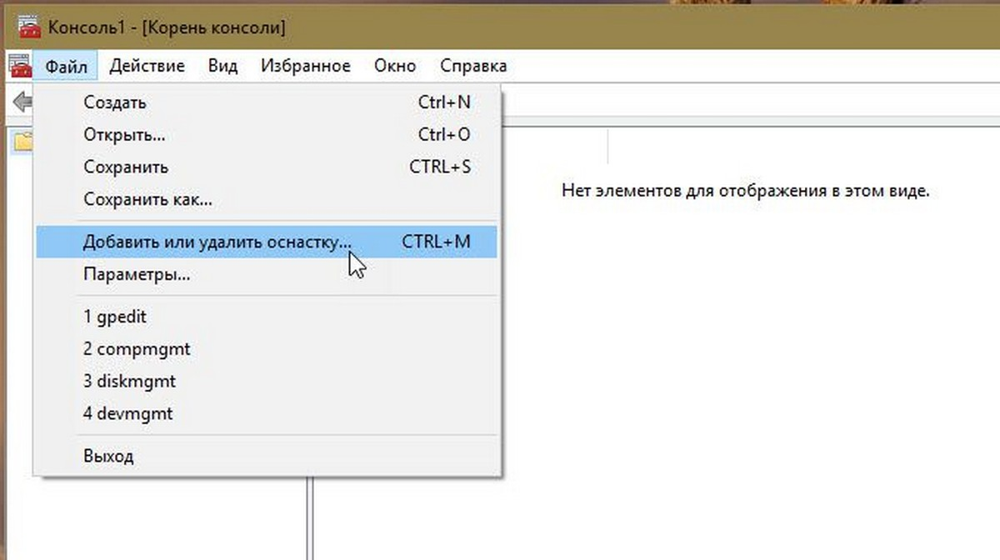 Консоль1 - [Корень консоли]
Файл Действие Вид Избранное Окно Справка
Создать Ctrl+N
Открыть... Ctrl+O
Сохранить CTRL+S
Сохранить как...
Добавить или удалить оснастку... CTRL+M
Параметры...
1 gpedit
2 compmgmt
3 diskmgmt
4 devmgmt
Выход
Нет элементов для отображения в этом виде.